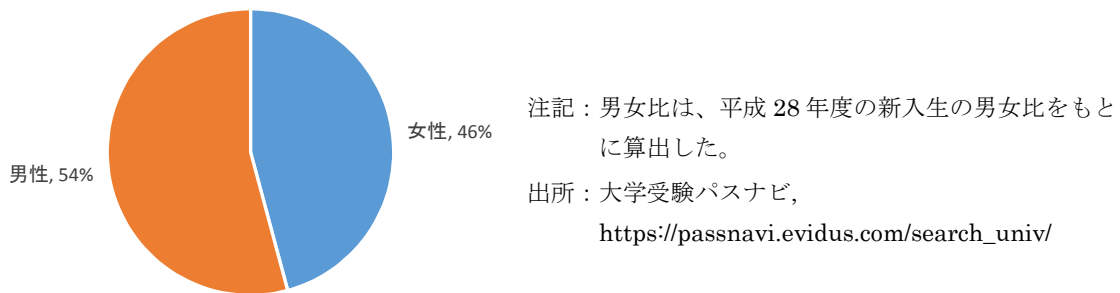 女性, 46%
男性, 54%
注記：男女比は、平成 28 年度の新入生の男女比をもと
に算出した。
出所：大学受験パスナビ,
https://passnavi.evidus.com/search_univ/